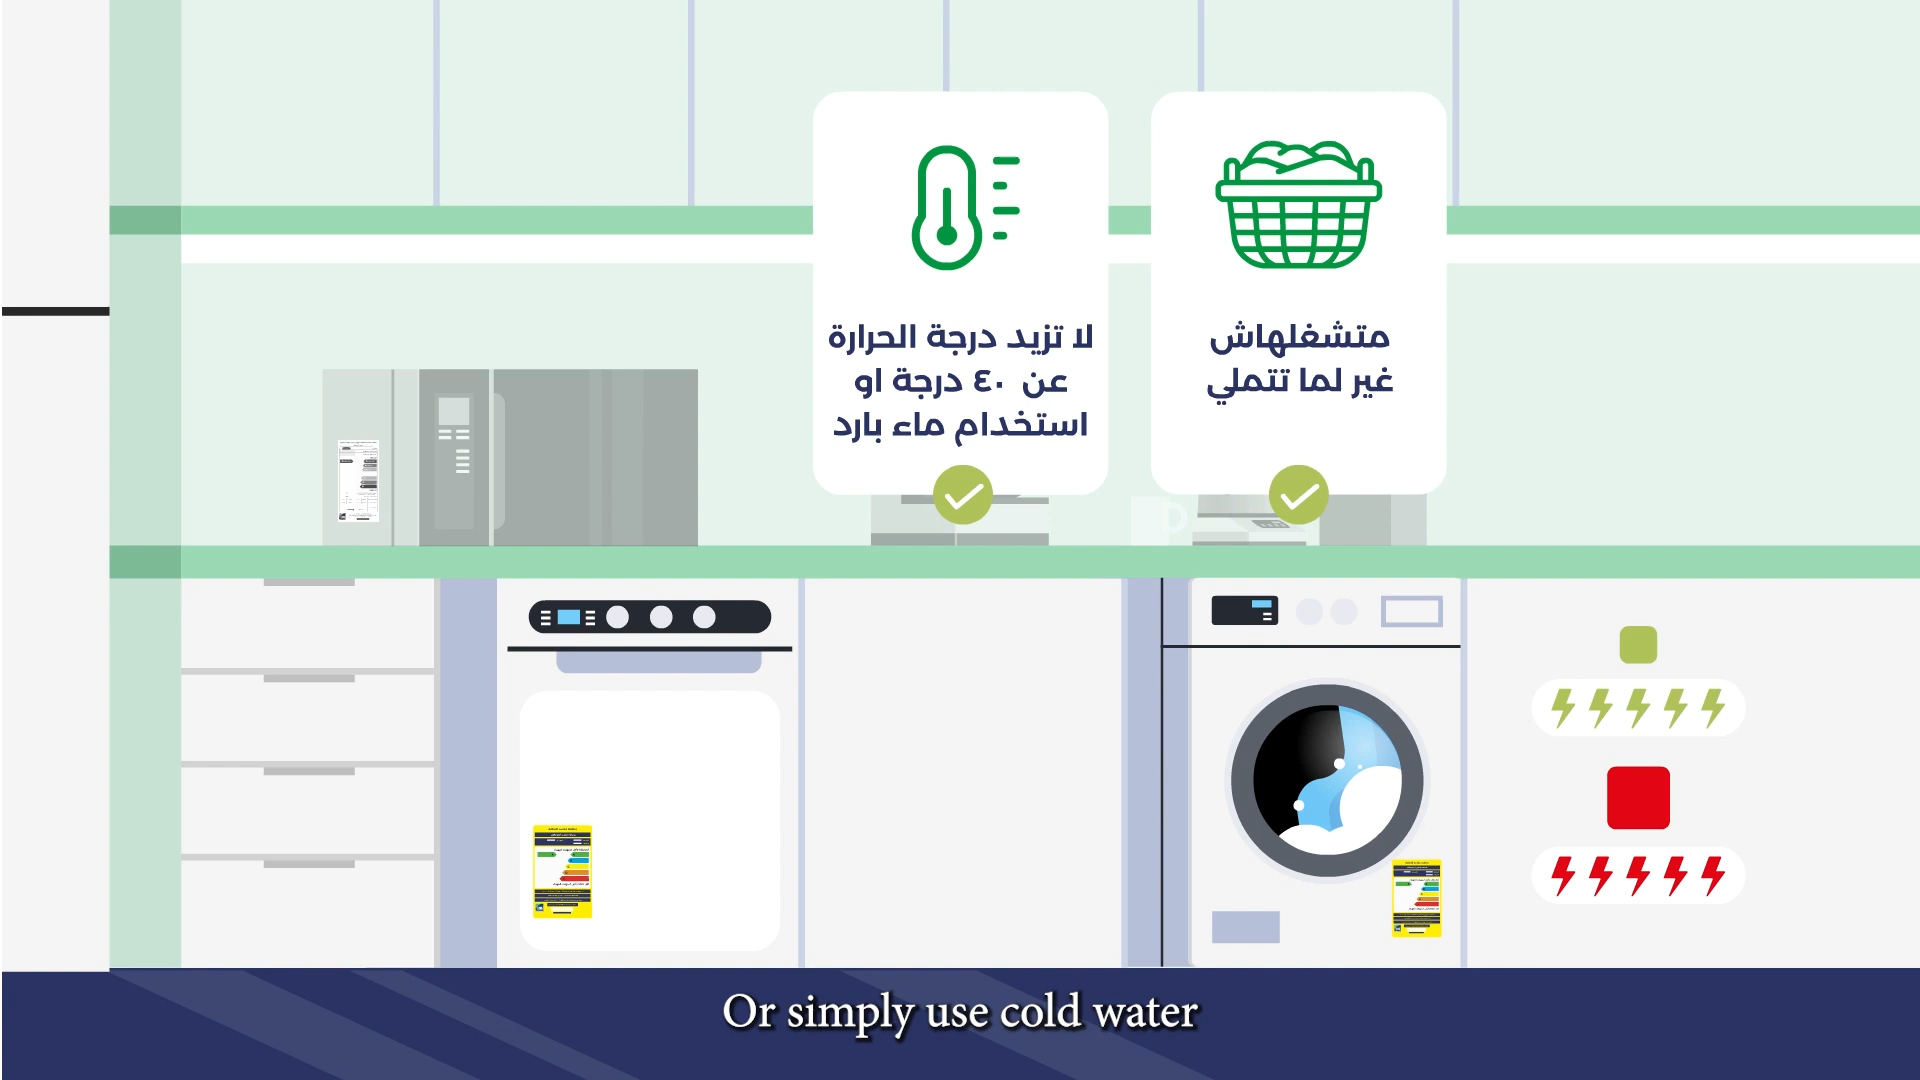 متشغلهاش
غير لما تتملي
لا تزيد درجة الحرارة
عن ٤٠ درجة او
استخدام ماء بارد
Or simply use cold water